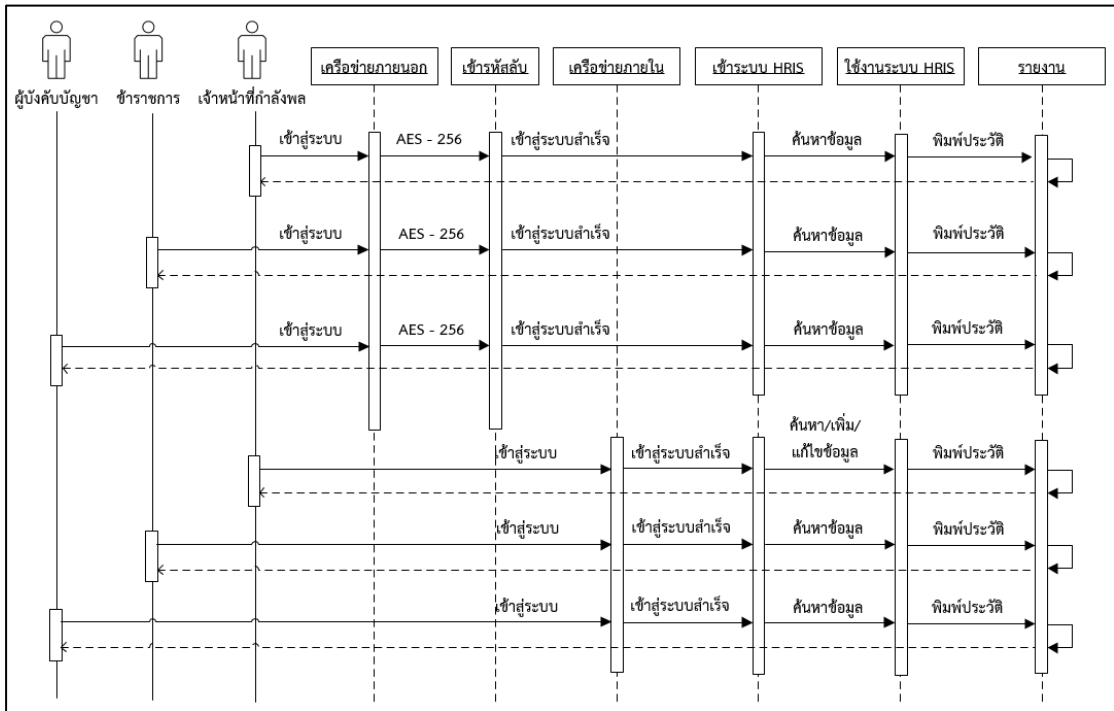 ผู้บังคับบัญชา
ข้าราชการ
เจ้าหน้าที่กำลังพล
เครือข่ายภายนอก
เข้ารหัสลับ
เครือข่ายภายใน
เข้าระบบ HRIS
ใช้งานระบบ HRIS
รายงาน
เข้าสู่ระบบ
AES - 256
เข้าสู่ระบบสำเร็จ
ค้นหาข้อมูล
พิมพ์ประวัติ
เข้าสู่ระบบ
AES - 256
เข้าสู่ระบบสำเร็จ
ค้นหาข้อมูล
พิมพ์ประวัติ
เข้าสู่ระบบ
AES - 256
เข้าสู่ระบบสำเร็จ
ค้นหาข้อมูล
พิมพ์ประวัติ
เข้าสู่ระบบ
เข้าสู่ระบบสำเร็จ
ค้นหา/เพิ่ม/
แก้ไขข้อมูล
พิมพ์ประวัติ
เข้าสู่ระบบ
เข้าสู่ระบบสำเร็จ
ค้นหาข้อมูล
พิมพ์ประวัติ
เข้าสู่ระบบ
เข้าสู่ระบบสำเร็จ
ค้นหาข้อมูล
พิมพ์ประวัติ